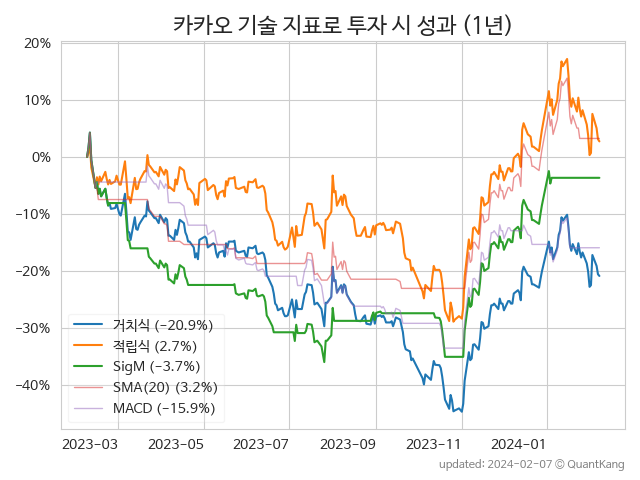 카카오 기술 지표로 투자 시 성과 (1년)
20%
10%
0%
−10%
−20%
−30%
−40%
거치식 (−20.9%)
적립식 (2.7%)
SigM (−3.7%)
SMA(20) (3.2%)
MACD (−15.9%)
2023−03 2023−05 2023−07 2023−09 2023−11 2024−01
updated: 2024−02−07 © QuantKang